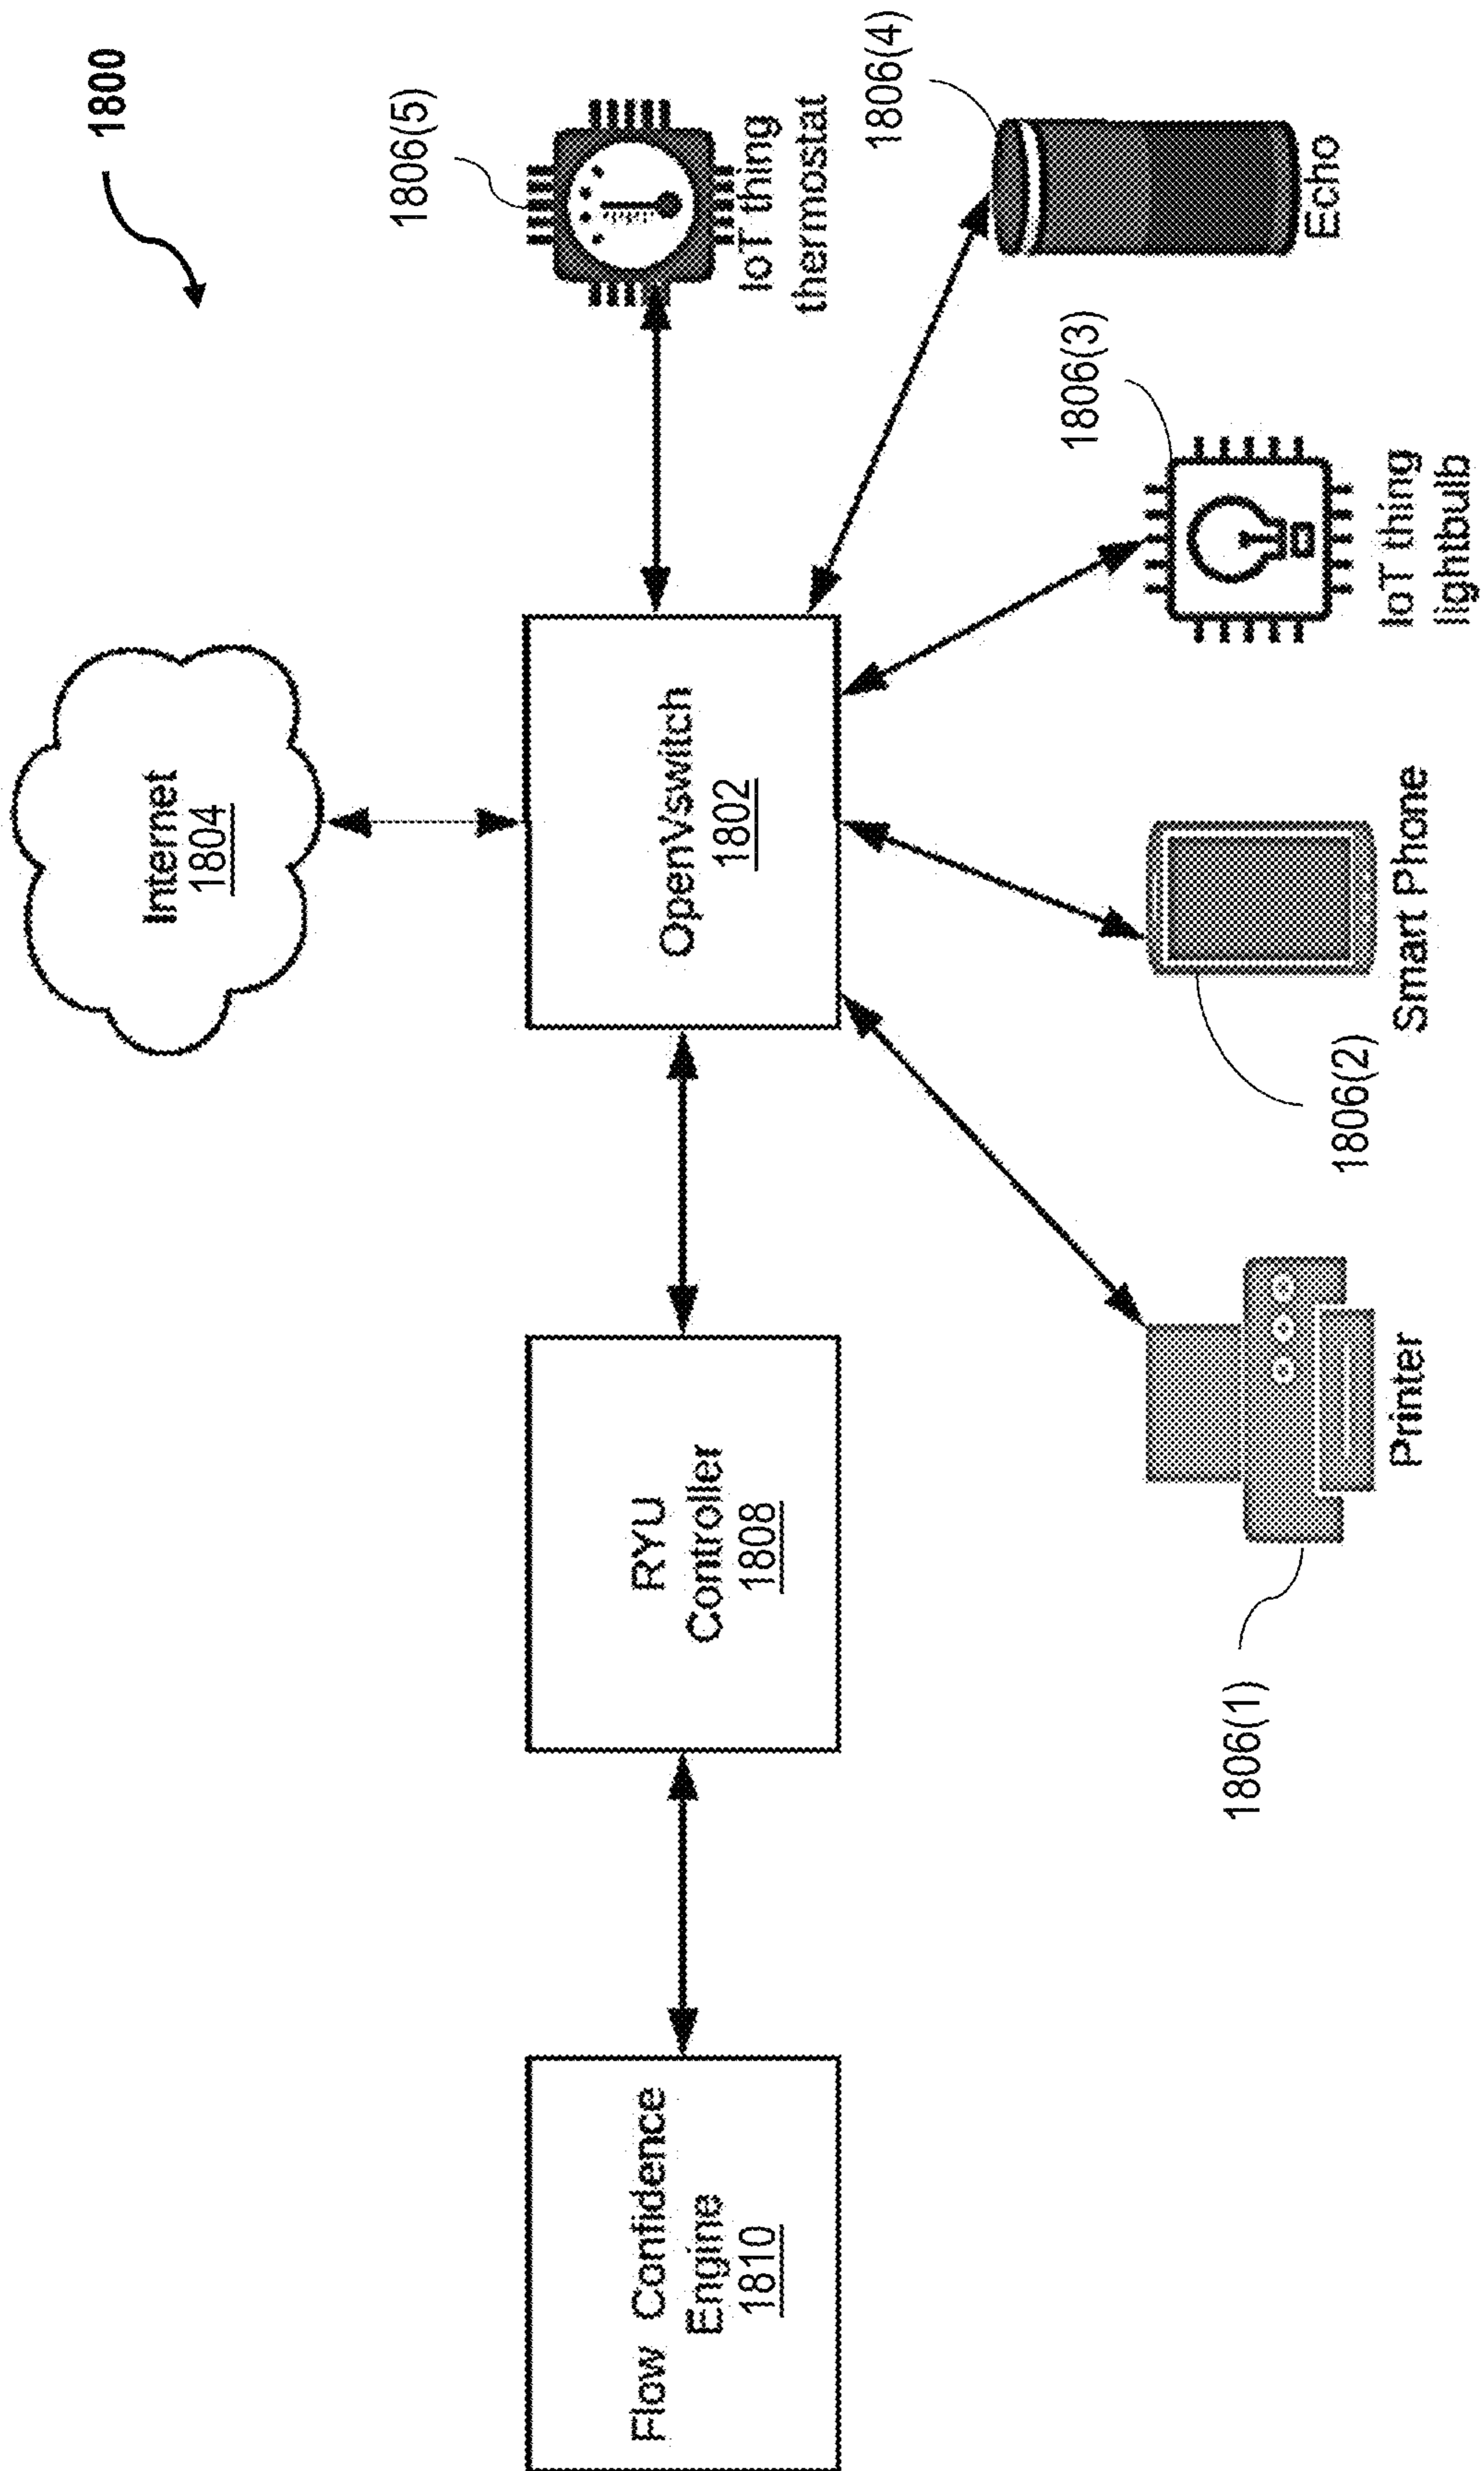 1800
Internet
1804
Flow Confidence
Engine
1810
RYU
Controller
1808
OpenVswitch
1802
1806(5)
IoT thing
thermostat
1806(4)
Echo
1806(3)
IoT thing
lightbulb
1806(2)
Smart Phone
1806(1)
Printer